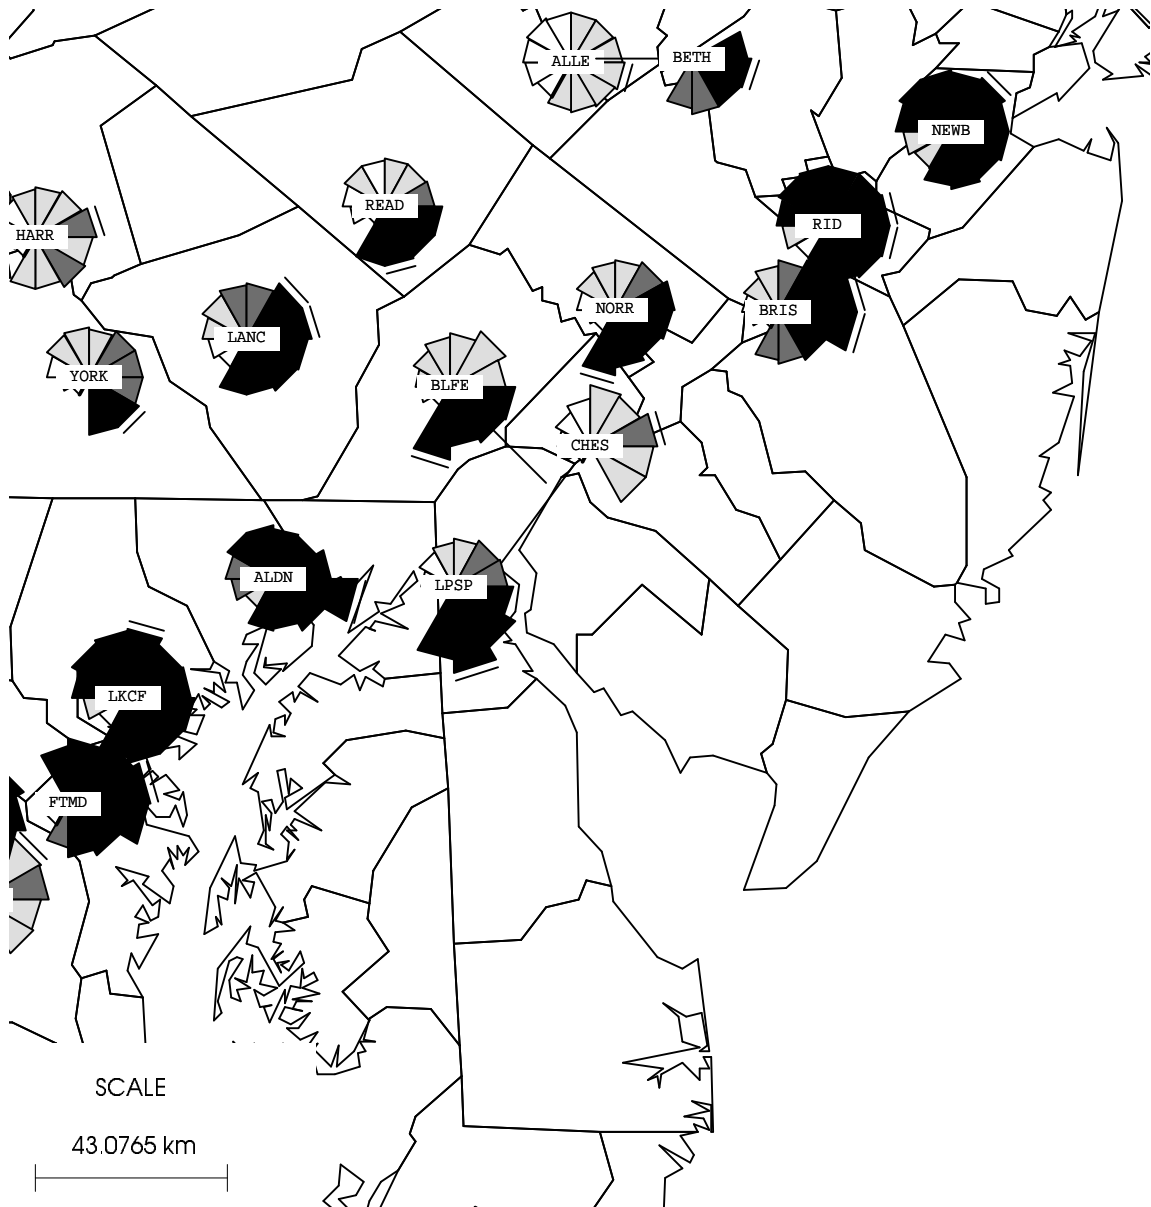 ALLE
BETH
NEWB
READ
RID
HARR
NORR
BRIS
LANC
YORK
BLFE
CHES
ALDN
LPSP
LKCF
FTMD
SCALE
43.0765 km